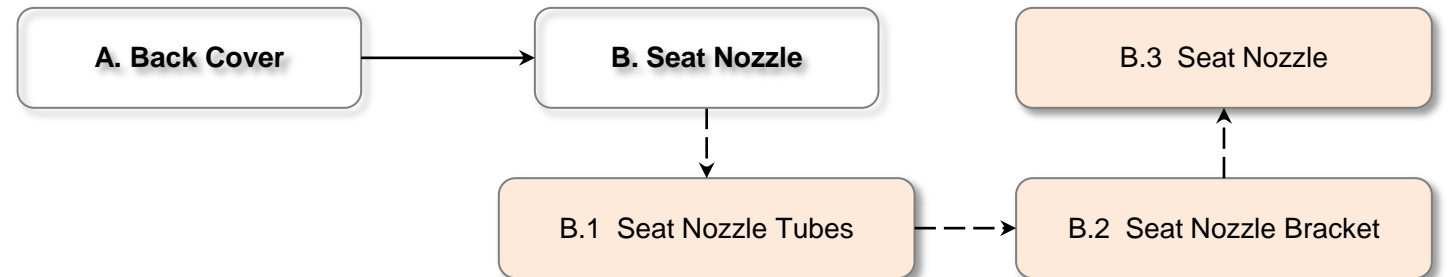 A. Back Cover
B. Seat Nozzle
B.3 Seat Nozzle
B.1 Seat Nozzle Tubes
B.2 Seat Nozzle Bracket